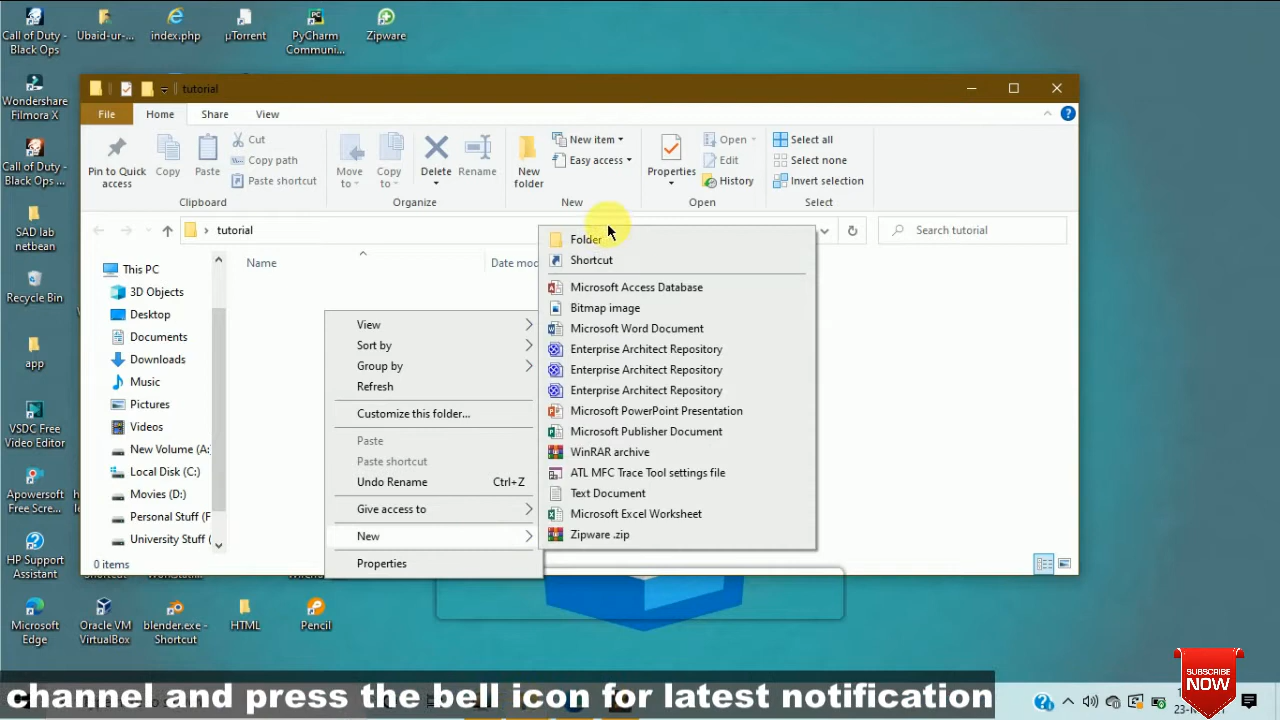 Call of Duty - Black Ops
Ubaid-ur-...
index.php
µTorrent
PyCharm Communi...
Zipware
Wondershare Filmora X
Call of Duty - Black Ops ...
SAD lab netbean
Recycle Bin
app
VSDC Free Video Editor
Apowersoft Free Scree...
HP Support Assistant
Microsoft Edge
Oracle VM VirtualBox
blender.exe - Shortcut
HTML
Pencil
tutorial
File
Home
Share
View
Pin to Quick access
Copy
Paste
Cut
Copy path
Paste shortcut
Clipboard
Move to
Copy to
Delete
Rename
Organize
New folder
New item
Easy access
New
Properties
Open
Edit
History
Open
Select all
Select none
Invert selection
Select
tutorial
Search tutorial
This PC
3D Objects
Desktop
Documents
Downloads
Music
Pictures
Videos
New Volume (A:
Local Disk (C:)
Movies (D:)
Personal Stuff (F
University Stuff (
Name
Date mod
View
Sort by
Group by
Refresh
Customize this folder...
Paste
Paste shortcut
Undo Rename Ctrl+Z
Give access to
New
Properties
Folder
Shortcut
Microsoft Access Database
Bitmap image
Microsoft Word Document
Enterprise Architect Repository
Enterprise Architect Repository
Enterprise Architect Repository
Microsoft PowerPoint Presentation
Microsoft Publisher Document
WinRAR archive
ATL MFC Trace Tool settings file
Text Document
Microsoft Excel Worksheet
Zipware .zip
0 items
channel and press the bell icon for latest notification
SUBSCRIBE
NOW